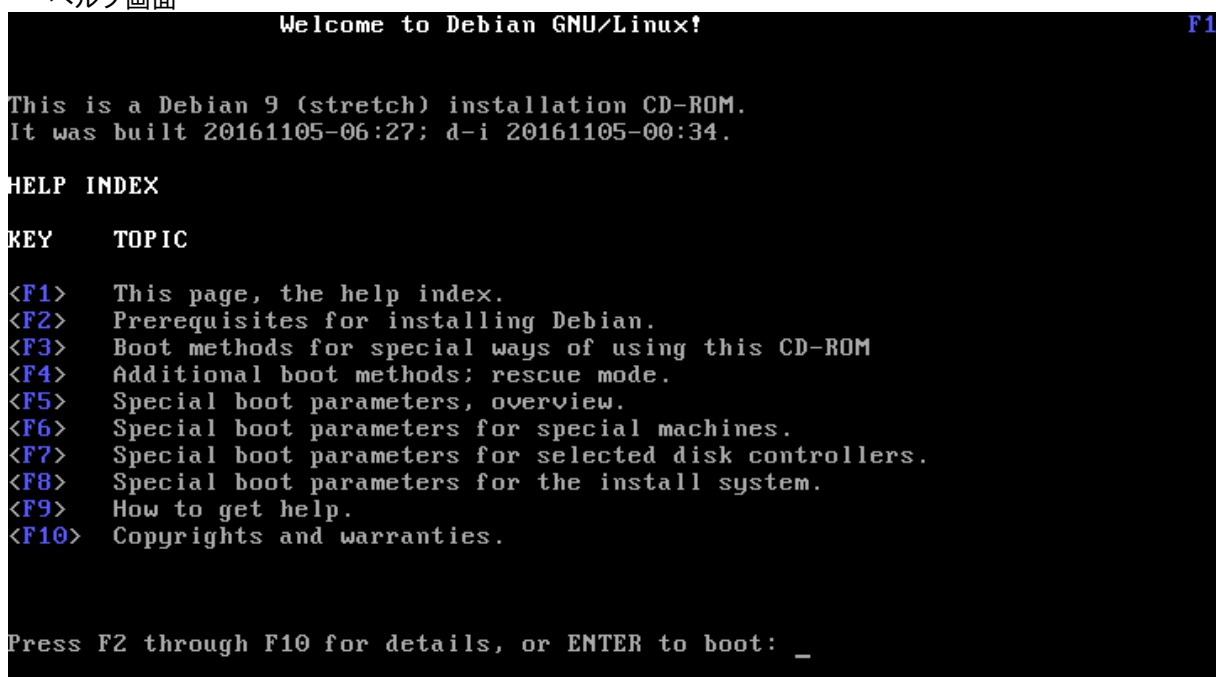 ヘルプ画面
Welcome to Debian GNU/Linux! F1
This is a Debian 9 (stretch) installation CD-ROM.
It was built 20161105-06:27; d-i 20161105-00:34.
HELP INDEX
KEY TOPIC
<F1> This page, the help index.
<F2> Prerequisites for installing Debian.
<F3> Boot methods for special ways of using this CD-ROM
<F4> Additional boot methods; rescue mode.
<F5> Special boot parameters, overview.
<F6> Special boot parameters for special machines.
<F7> Special boot parameters for selected disk controllers.
<F8> Special boot parameters for the install system.
<F9> How to get help.
<F10> Copyrights and warranties.
Press F2 through F10 for details, or ENTER to boot: _